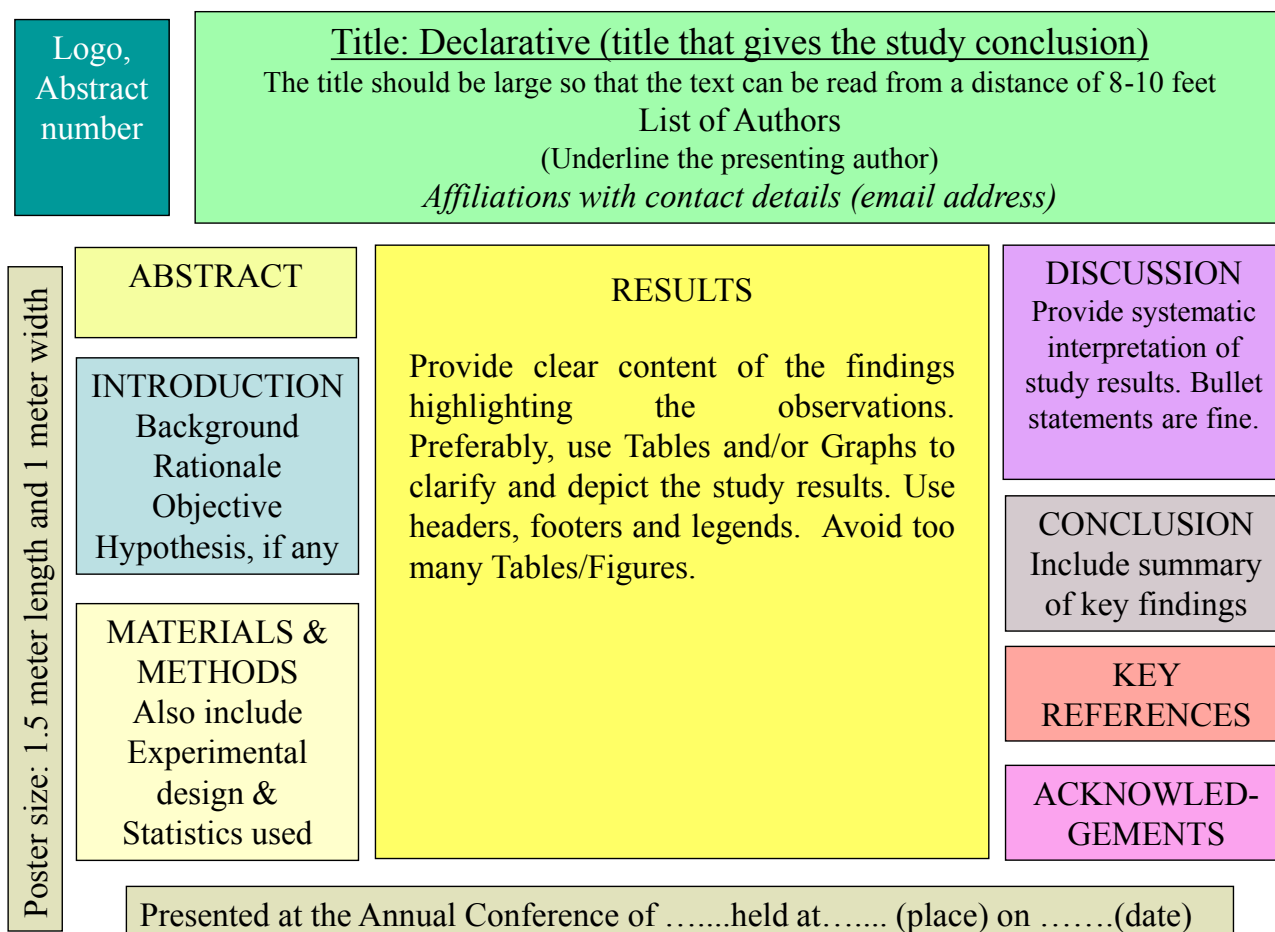 Logo,
Abstract
number
Title: Declarative (title that gives the study conclusion)
The title should be large so that the text can be read from a distance of 8-10 feet
List of Authors
(Underline the presenting author)
Affiliations with contact details (email address)
Poster size: 1.5 meter length and 1 meter width
ABSTRACT
INTRODUCTION
Background
Rationale
Objective
Hypothesis, if any
MATERIALS &
METHODS
Also include
Experimental
design &
Statistics used
RESULTS
Provide clear content of the findings
highlighting the observations.
Preferably, use Tables and/or Graphs to
clarify and depict the study results. Use
headers, footers and legends. Avoid too
many Tables/Figures.
DISCUSSION
Provide systematic
interpretation of
study results. Bullet
statements are fine.
CONCLUSION
Include summary
of key findings
KEY
REFERENCES
ACKNOWLED-
GEMENTS
Presented at the Annual Conference of …....held at….... (place) on …….(date)